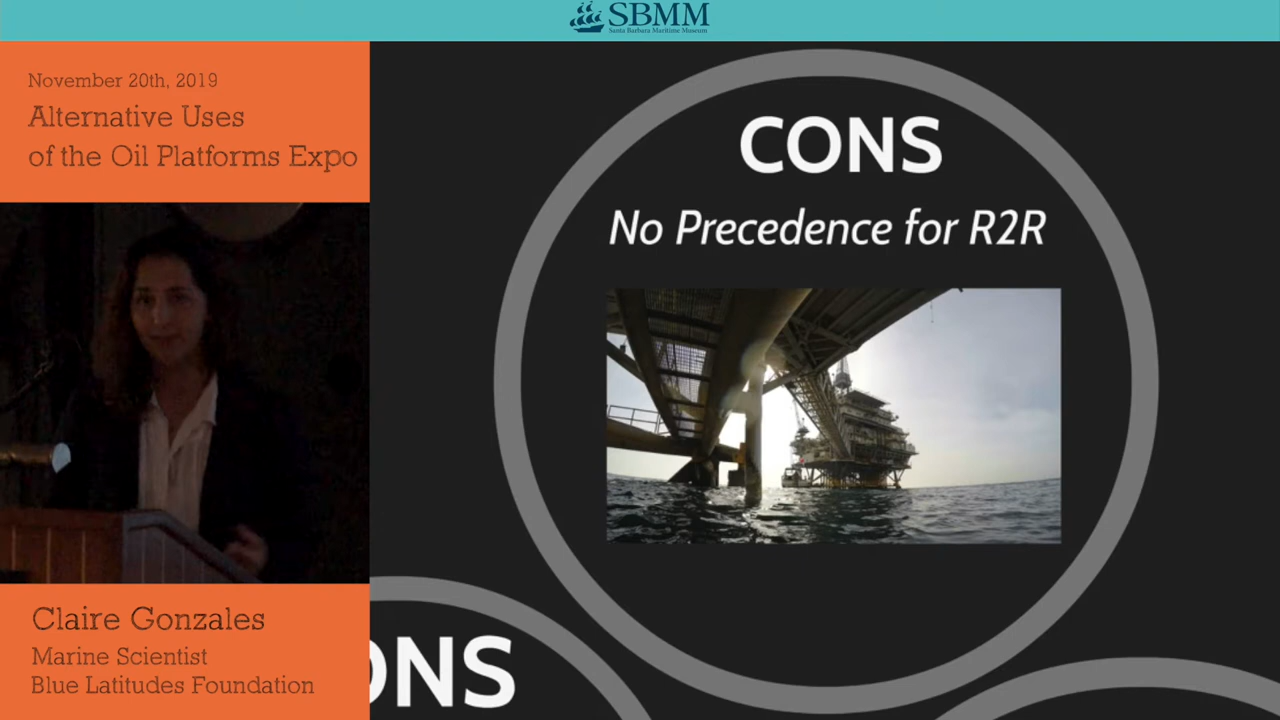 SBMM
Santa Barbara Maritime Museum
November 20th, 2019
Alternative Uses
of the Oil Platforms Expo
CONS
No Precedence for R2R
Claire Gonzales
Marine Scientist
Blue Latitudes Foundation
ONS